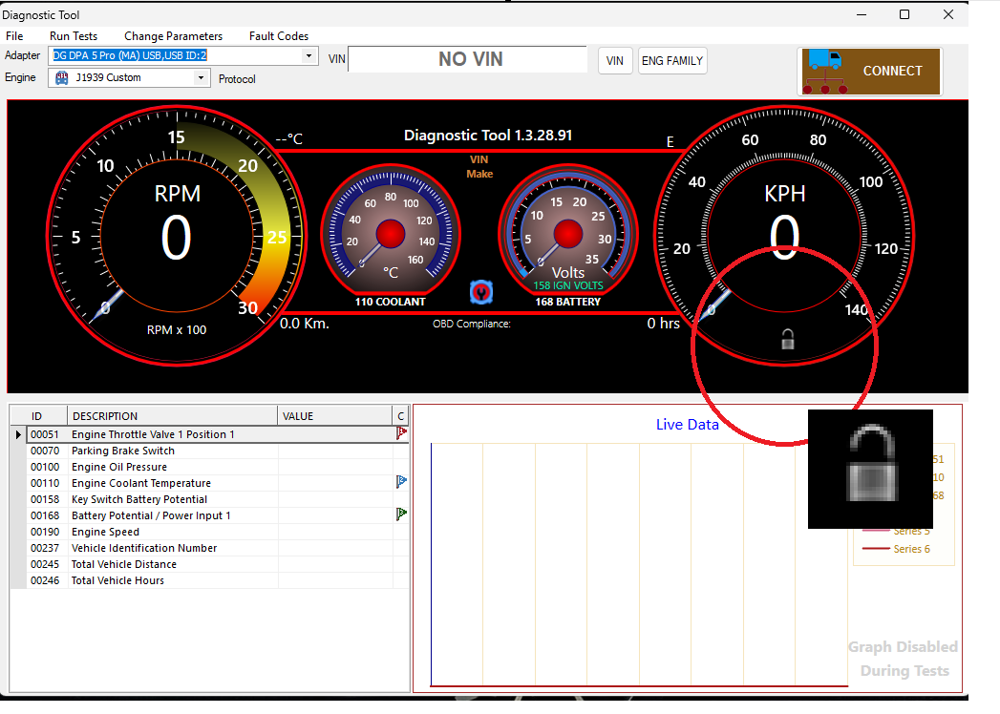 Diagnostic Tool
File Run Tests Change Parameters Fault Codes
Adapter DG DPA 5 Pro (MA) USB,USB ID:2 VIN NO VIN VIN ENG FAMILY CONNECT
Engine J1939 Custom Protocol
--°C Diagnostic Tool 1.3.28.91 E
VIN
Make
RPM
0
0 5 10 15 20 25 30
RPM x 100
0 20 40 60 80 100 120 140 160
°C
110 COOLANT
0 5 10 15 20 25 30 35
Volts
158 IGN VOLTS
168 BATTERY
KPH
0
0 20 40 60 80 100 120 140
0.0 Km. OBD Compliance: 0 hrs
ID DESCRIPTION VALUE C
00051 Engine Throttle Valve 1 Position 1
00070 Parking Brake Switch
00100 Engine Oil Pressure
00110 Engine Coolant Temperature
00158 Key Switch Battery Potential
00168 Battery Potential / Power Input 1
00190 Engine Speed
00237 Vehicle Identification Number
00245 Total Vehicle Distance
00246 Total Vehicle Hours
Live Data
51
10
68
Series 5
Series 6
Graph Disabled
During Tests